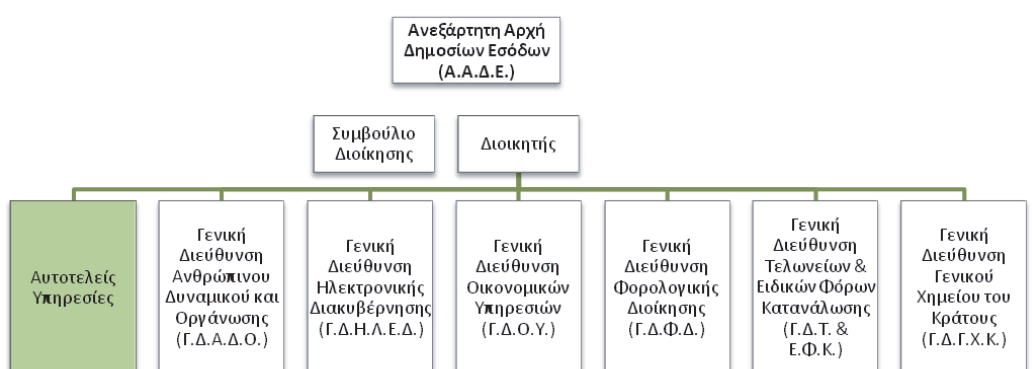 Ανεξάρτητη Αρχή
Δημοσίων Εσόδων
(Α.Α.Δ.Ε.)
Συμβούλιο
Διοίκησης
Διοικητής
Αυτοτελείς
Υπηρεσίες
Γενική
Διεύθυνση
Ανθρώπινου
Δυναμικού και
Οργάνωσης
(Γ.Δ.Α.Δ.Ο.)
Γενική
Διεύθυνση
Ηλεκτρονικής
Διακυβέρνησης
(Γ.Δ.Η.Λ.Ε.Δ.)
Γενική
Διεύθυνση
Οικονομικών
Υπηρεσιών
(Γ.Δ.Ο.Υ.)
Γενική
Διεύθυνση
Φορολογικής
Διοίκησης
(Γ.Δ.Φ.Δ.)
Γενική
Διεύθυνση
Τελωνείων &
Ειδικών Φόρων
Κατανάλωσης
(Γ.Δ.Τ. &
Ε.Φ.Κ.)
Γενική
Διεύθυνση
Γενικού
Χημείου του
Κράτους
(Γ.Δ.Γ.Χ.Κ.)